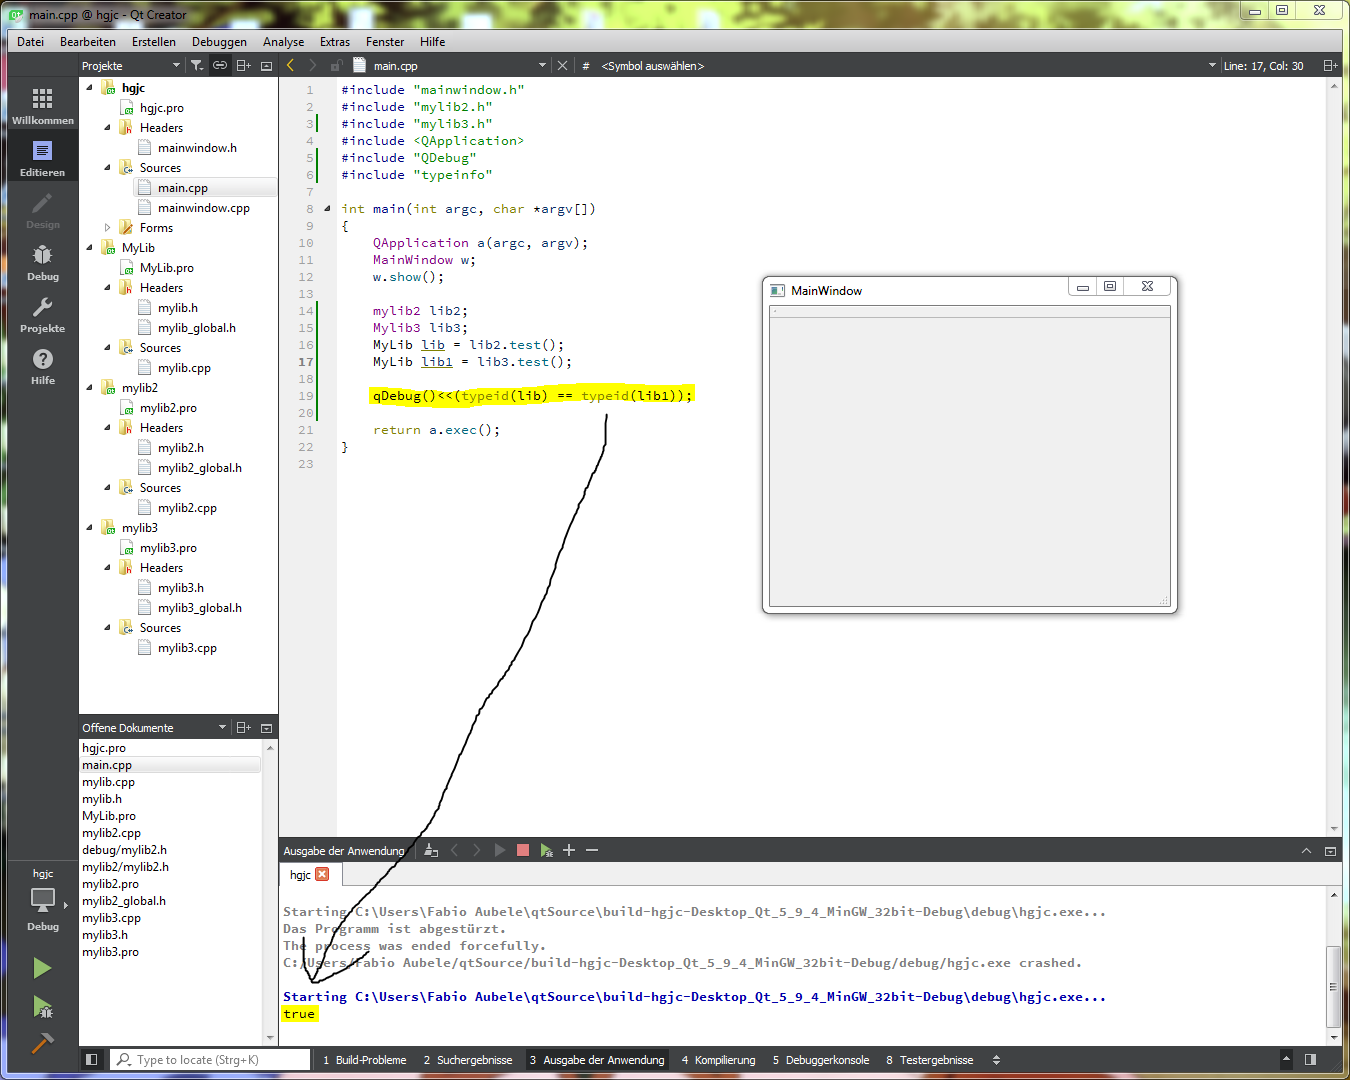 main.cpp @ hgjc - Qt Creator
Datei Bearbeiten Erstellen Debuggen Analyse Extras Fenster Hilfe
Projekte main.cpp # <Symbol auswählen> Line: 17, Col: 30
Willkommen
Editieren
Design
Debug
Projekte
Hilfe
hgjc
hgjc.pro
Headers
mainwindow.h
Sources
main.cpp
mainwindow.cpp
Forms
MyLib
MyLib.pro
Headers
mylib.h
mylib_global.h
Sources
mylib.cpp
mylib2
mylib2.pro
Headers
mylib2.h
mylib2_global.h
Sources
mylib2.cpp
mylib3
mylib3.pro
Headers
mylib3.h
mylib3_global.h
Sources
mylib3.cpp
1 #include "mainwindow.h"
2 #include "mylib2.h"
3 #include "mylib3.h"
4 #include <QApplication>
5 #include "QDebug"
6 #include "typeinfo"
7
8 int main(int argc, char *argv[])
9 {
10 QApplication a(argc, argv);
11 MainWindow w;
12 w.show();
13
14 mylib2 lib2;
15 Mylib3 lib3;
16 MyLib lib = lib2.test();
17 MyLib lib1 = lib3.test();
18
19 qDebug()<<(typeid(lib) == typeid(lib1));
20
21 return a.exec();
22 }
23
MainWindow
Offene Dokumente
hgjc.pro
main.cpp
mylib.cpp
mylib.h
MyLib.pro
mylib2.cpp
debug/mylib2.h
mylib2/mylib2.h
mylib2.pro
mylib2_global.h
mylib3.cpp
mylib3.h
mylib3.pro
hgjc
Debug
Ausgabe der Anwendung
hgjc
Starting C:\Users\Fabio Aubele\qtSource\build-hgjc-Desktop_Qt_5_9_4_MinGW_32bit-Debug\debug\hgjc.exe...
Das Programm ist abgestürzt.
The process was ended forcefully.
C:/Users/Fabio Aubele/qtSource/build-hgjc-Desktop_Qt_5_9_4_MinGW_32bit-Debug/debug/hgjc.exe crashed.
Starting C:\Users\Fabio Aubele\qtSource\build-hgjc-Desktop_Qt_5_9_4_MinGW_32bit-Debug\debug\hgjc.exe...
true
Type to locate (Strg+K) 1 Build-Probleme 2 Suchergebnisse 3 Ausgabe der Anwendung 4 Kompilierung 5 Debuggerkonsole 8 Testergebnisse